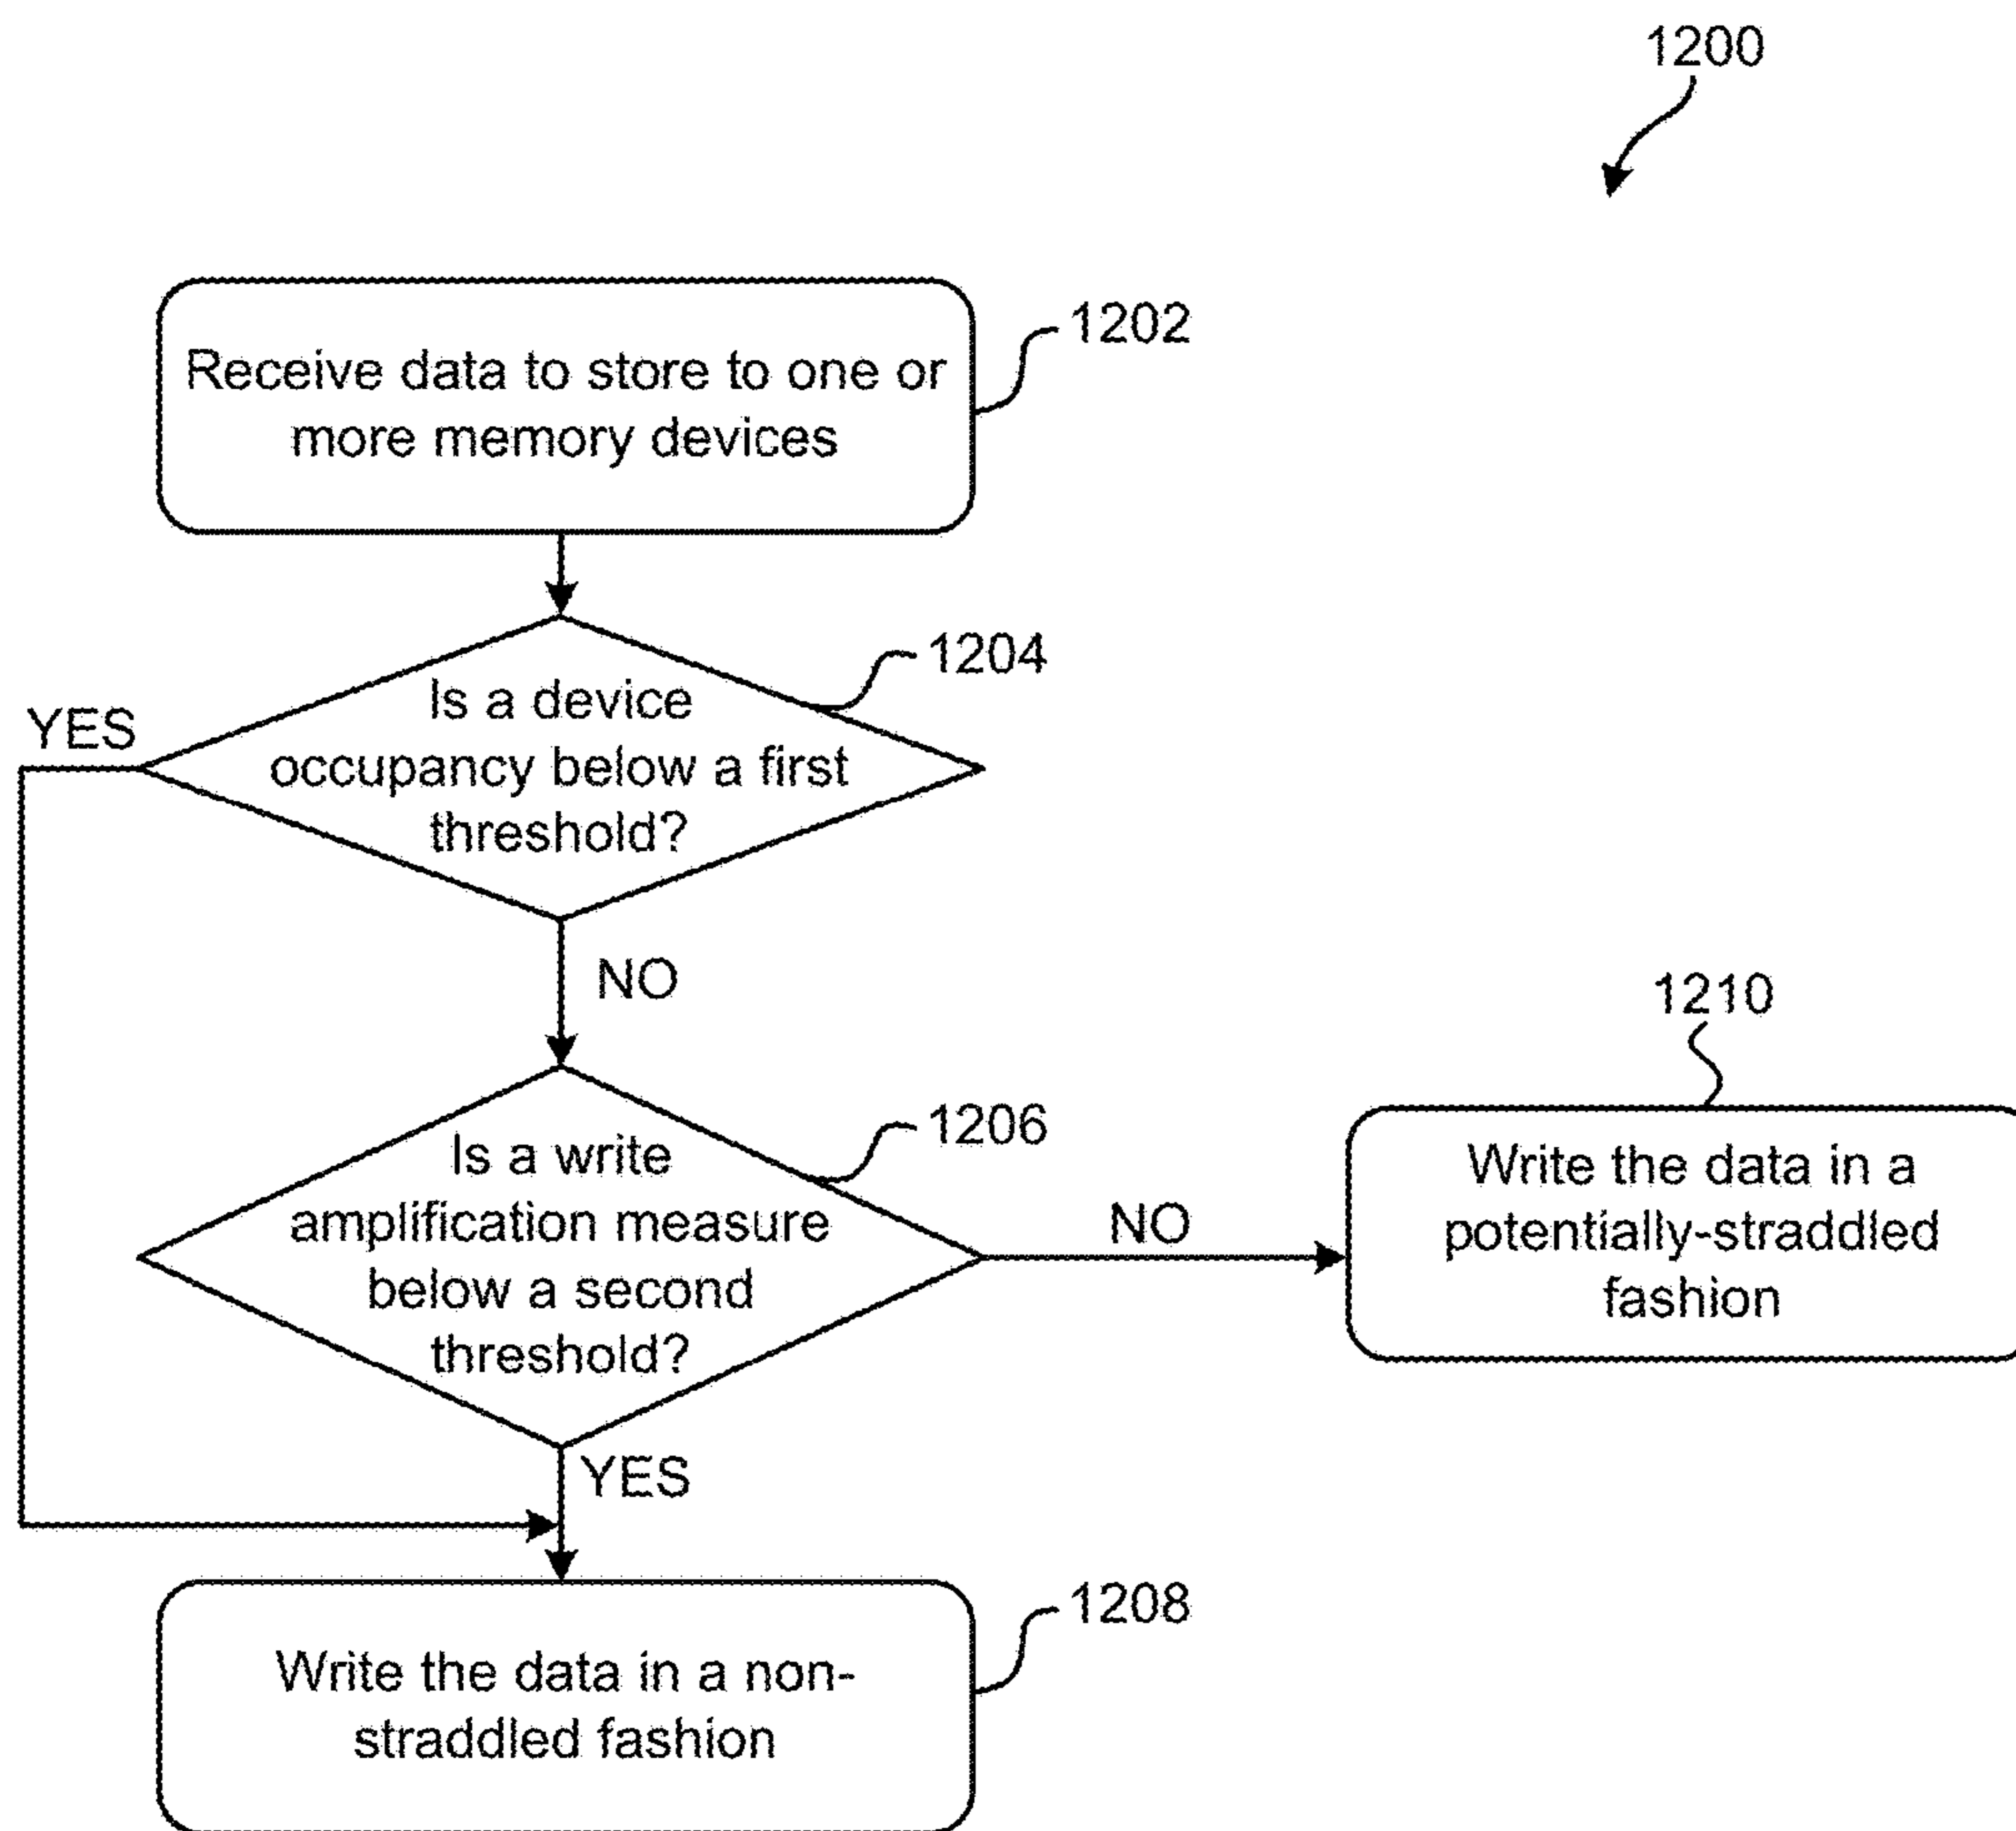 1200
Receive data to store to one or
more memory devices
1202
1204
Is a device
occupancy below a first
threshold?
YES
NO
1206
Is a write
amplification measure
below a second
threshold?
NO
1210
Write the data in a
potentially-straddled
fashion
YES
1208
Write the data in a non-
straddled fashion